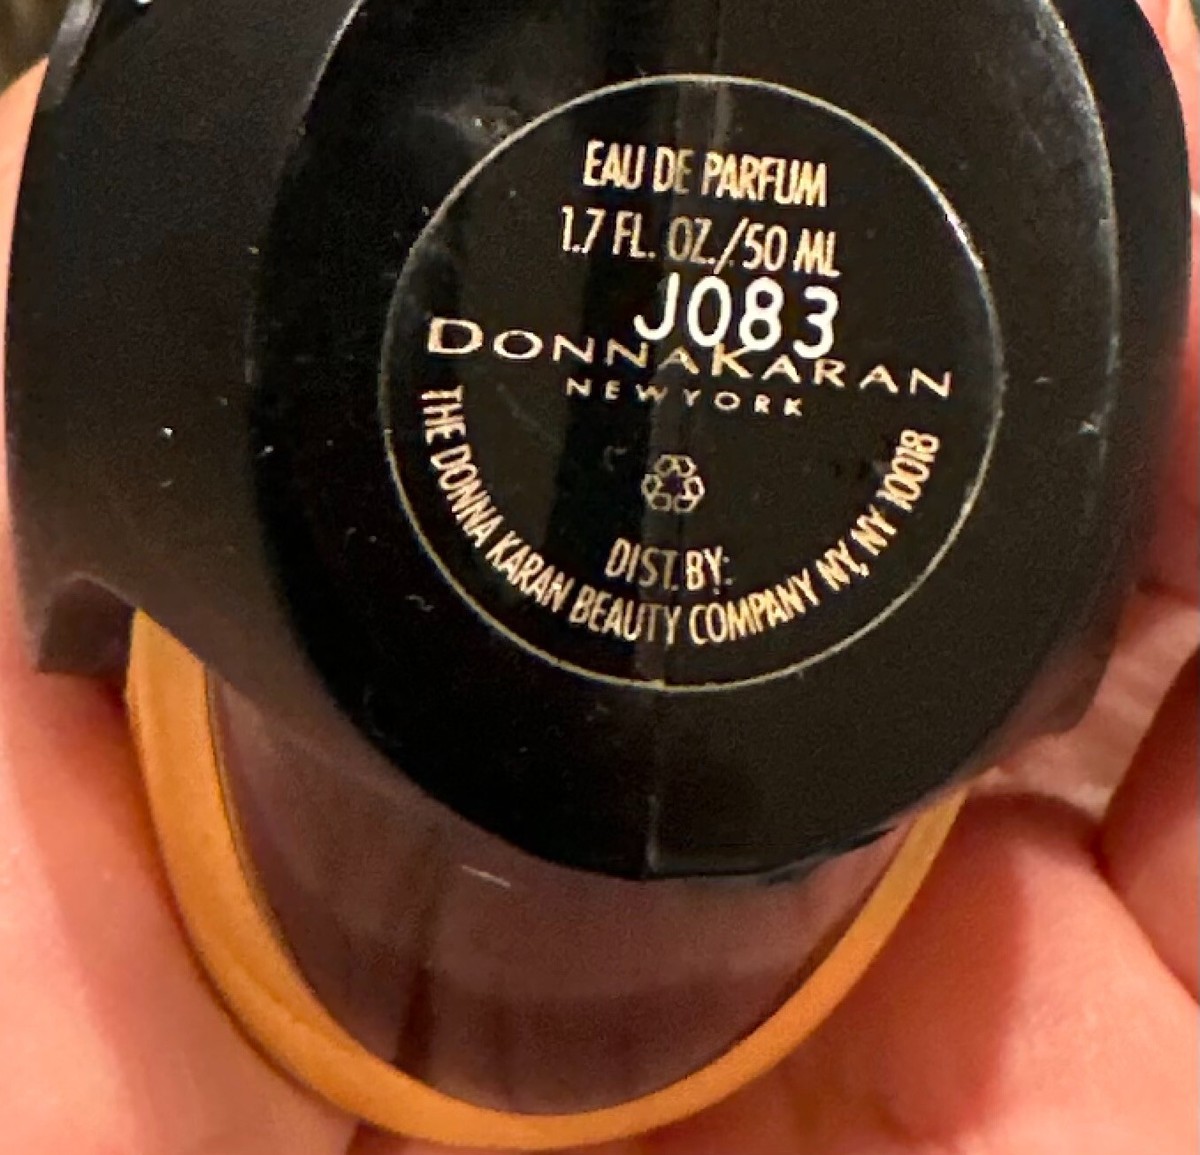 EAU DE PARFUM
1.7 FL. OZ./50 ML
J083
DONNAKARAN
NEWYORK
DIST. BY:
THE DONNA KARAN BEAUTY COMPANY NY, NY 10018